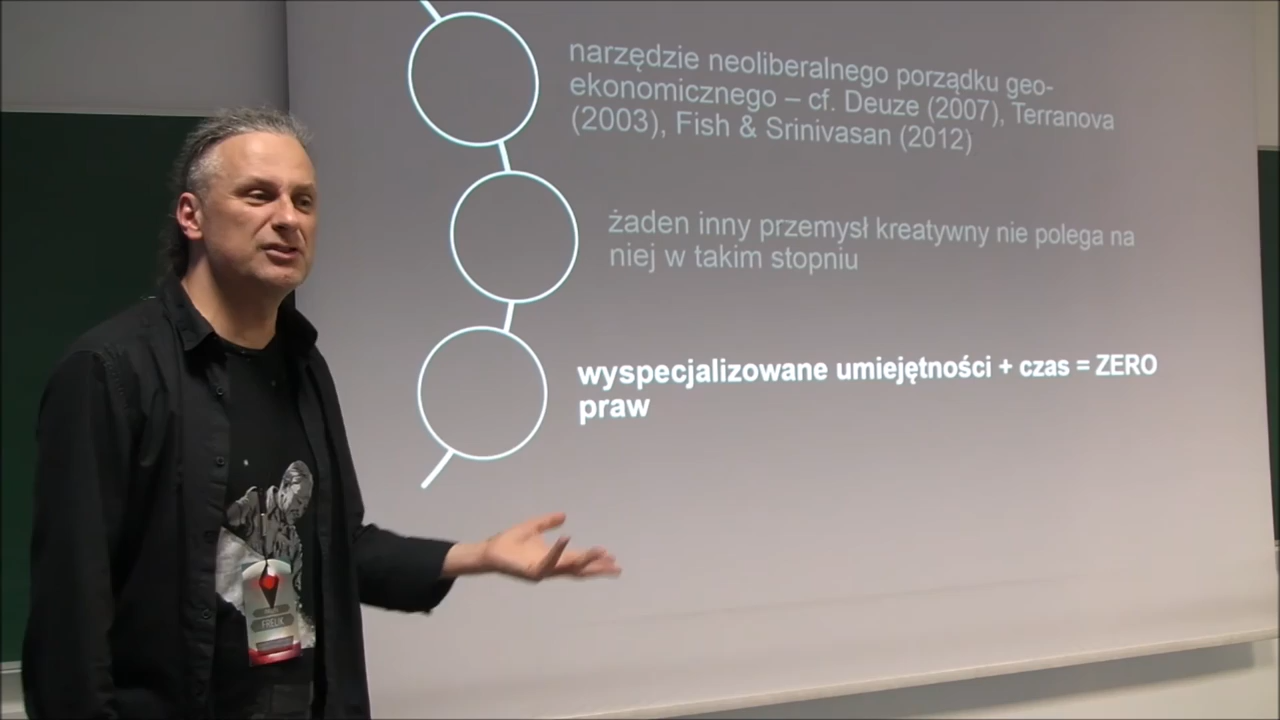 narzędzie neoliberalnego porządku geo-
ekonomicznego – cf. Deuze (2007), Terranova
(2003), Fish & Srinivasan (2012)
żaden inny przemysł kreatywny nie polega na
niej w takim stopniu
wyspecjalizowane umiejętności + czas = ZERO
praw
FRELIK